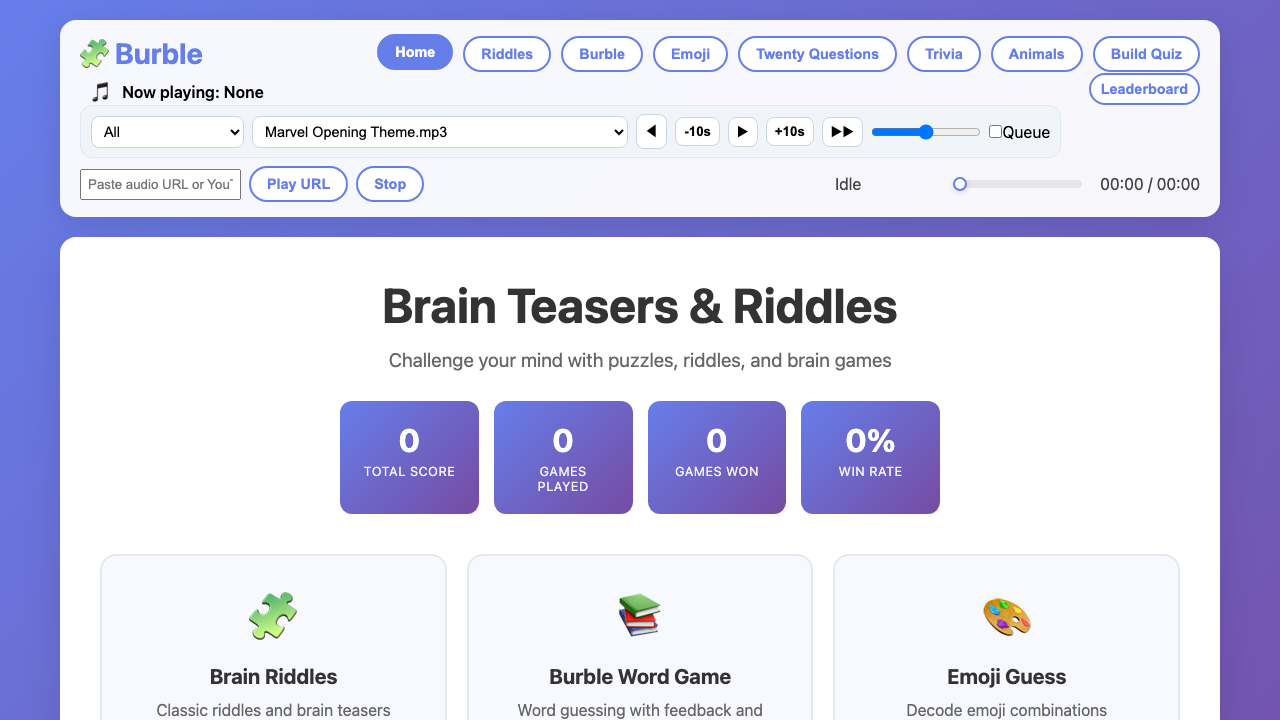 Burble
Home
Riddles
Burble
Emoji
Twenty Questions
Trivia
Animals
Build Quiz
Leaderboard
Now playing: None
All
Marvel Opening Theme.mp3
-10s
+10s
Queue
Paste audio URL or You
Play URL
Stop
Idle
00:00 / 00:00
Brain Teasers & Riddles
Challenge your mind with puzzles, riddles, and brain games
0
TOTAL SCORE
0
GAMES
PLAYED
0
GAMES WON
0%
WIN RATE
Brain Riddles
Classic riddles and brain teasers
Burble Word Game
Word guessing with feedback and
Emoji Guess
Decode emoji combinations